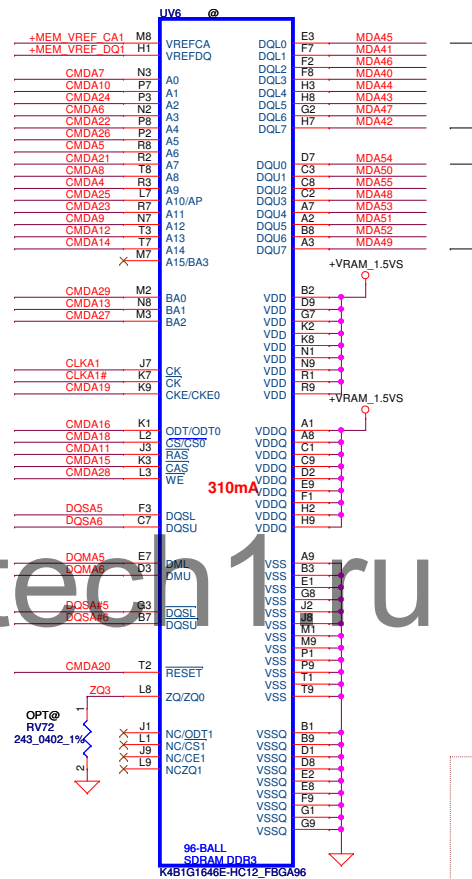 UV6 @
+MEM_VREF_CA1 M8 VREFCA E3 DQL0 MDA45
+MEM_VREF_DQ1 H1 VREFDQ F7 DQL1 MDA41
F2 DQL2 MDA46
CMDA7 N3 A0 F8 DQL3 MDA40
CMDA10 P7 A1 H3 DQL4 MDA44
CMDA24 P3 A2 H8 DQL5 MDA43
CMDA6 N2 A3 G2 DQL6 MDA47
CMDA22 P8 A4 H7 DQL7 MDA42
CMDA26 P2 A5
CMDA5 R8 A6
CMDA21 R2 A7 D7 DQU0 MDA54
CMDA8 T8 A8 C3 DQU1 MDA50
CMDA4 R3 A9 C8 DQU2 MDA55
CMDA25 L7 A10/AP C2 DQU3 MDA48
CMDA23 R7 A11 A7 DQU4 MDA53
CMDA9 N7 A12 A2 DQU5 MDA51
CMDA12 T3 A13 B8 DQU6 MDA52
CMDA14 T7 A14 A3 DQU7 MDA49
M7 A15/BA3
+VRAM_1.5VS
CMDA29 M2 BA0 B2 VDD
CMDA13 N8 BA1 D9 VDD
CMDA27 M3 BA2 G7 VDD
K2 VDD
K8 VDD
N1 VDD
CLKA1 J7 CK N9 VDD
CLKA1# K7 CK R1 VDD
CMDA19 K9 CKE/CKE0 R9 VDD
+VRAM_1.5VS
CMDA16 K1 ODT/ODT0 A1 VDDQ
CMDA18 L2 CS/CS0 A8 VDDQ
CMDA11 J3 RAS C1 VDDQ
CMDA15 K3 CAS C9 VDDQ
CMDA28 L3 WE D2 VDDQ
310mA E9 VDDQ
F1 VDDQ
DQSA5 F3 DQSL H2 VDDQ
DQSA6 C7 DQSU H9 VDDQ
DQMA5 E7 DML A9 VSS
DQMA6 D3 DMU B3 VSS
E1 VSS
G8 VSS
DQSA#5 G3 DQSL J2 VSS
DQSA#6 B7 DQSU J8 VSS
tech1.ru
M1 VSS
M9 VSS
P1 VSS
CMDA20 T2 RESET P9 VSS
T1 VSS
ZQ3 L8 ZQ/ZQ0 T9 VSS
1
OPT@
RV72
243_0402_1%
2
J1 NC/ODT1 B1 VSSQ
L1 NC/CS1 B9 VSSQ
J9 NC/CE1 D1 VSSQ
L9 NCZQ1 D8 VSSQ
E2 VSSQ
E8 VSSQ
F9 VSSQ
G1 VSSQ
G9 VSSQ
96-BALL
SDRAM DDR3
K4B1G1646E-HC12_FBGA96